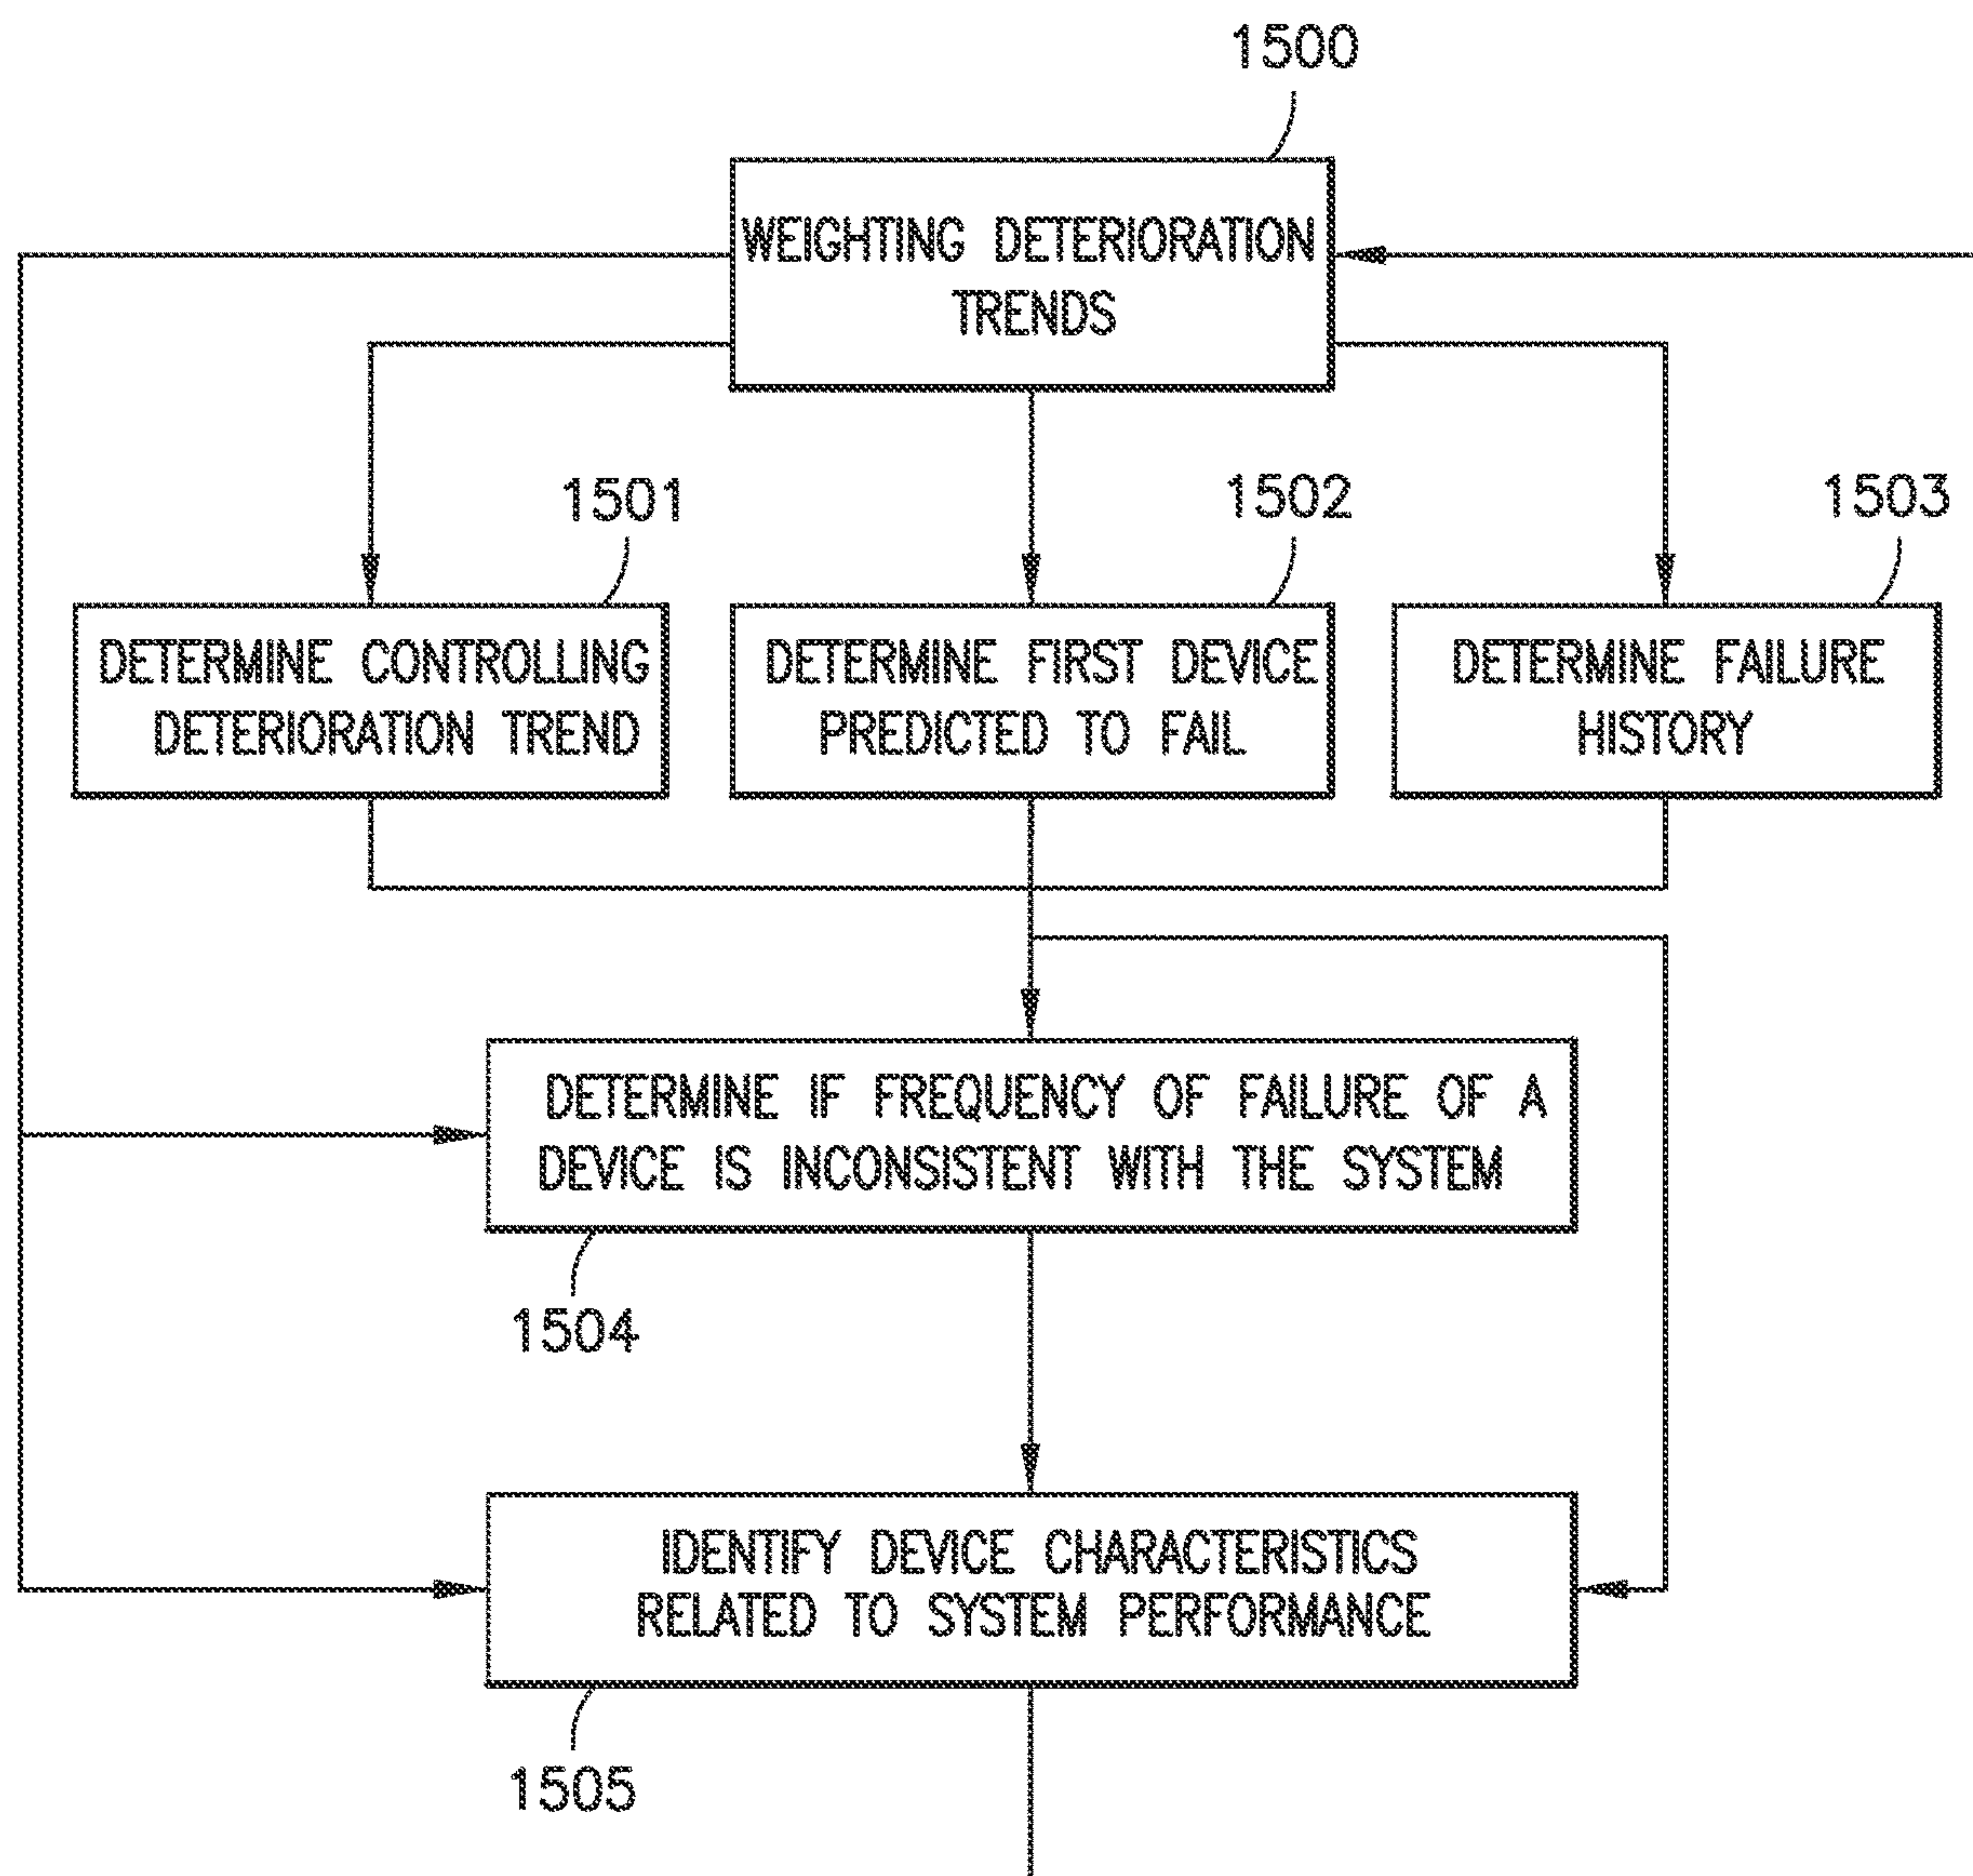 1500
WEIGHTING DETERIORATION
TRENDS
1501
1502
1503
DETERMINE CONTROLLING
DETERIORATION TREND
DETERMINE FIRST DEVICE
PREDICTED TO FAIL
DETERMINE FAILURE
HISTORY
DETERMINE IF FREQUENCY OF FAILURE OF A
DEVICE IS INCONSISTENT WITH THE SYSTEM
1504
IDENTIFY DEVICE CHARACTERISTICS
RELATED TO SYSTEM PERFORMANCE
1505